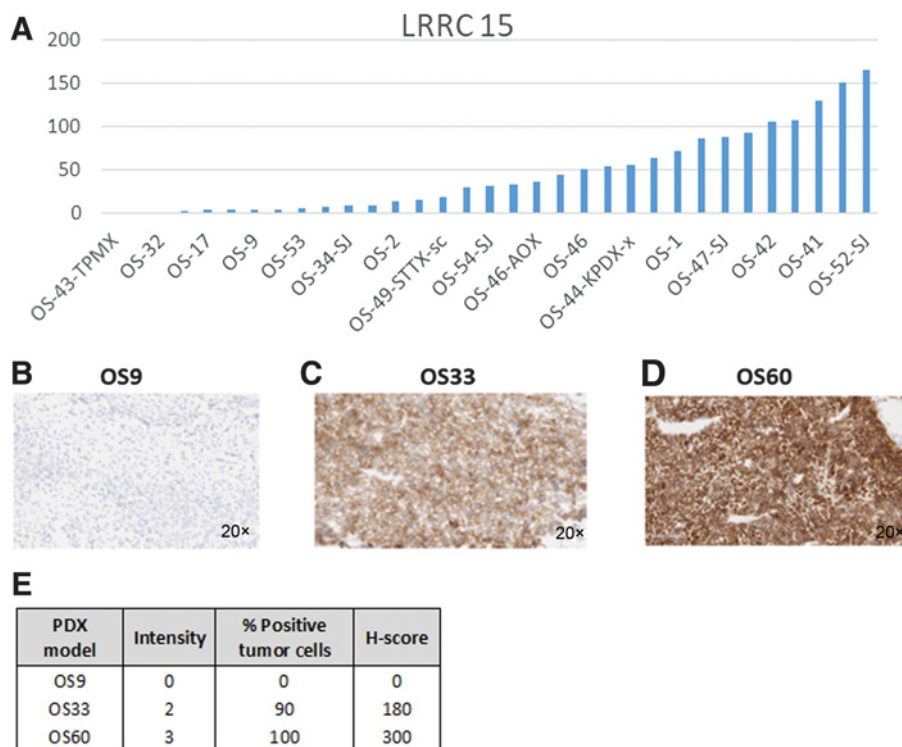 A
LRRC 15
200
150
100
50
0
OS-43-TPMX
OS-32
OS-17
OS-9
OS-53
OS-34-SJ
OS-2
OS-49-STTX-sc
OS-54-SJ
OS-46-AOX
OS-46
OS-44-KPDX-x
OS-1
OS-47-SJ
OS-42
OS-41
OS-52-SJ
B OS9
C OS33
D OS60
20×
20×
20×
E
PDX model Intensity % Positive tumor cells H-score
OS9 0 0 0
OS33 2 90 180
OS60 3 100 300